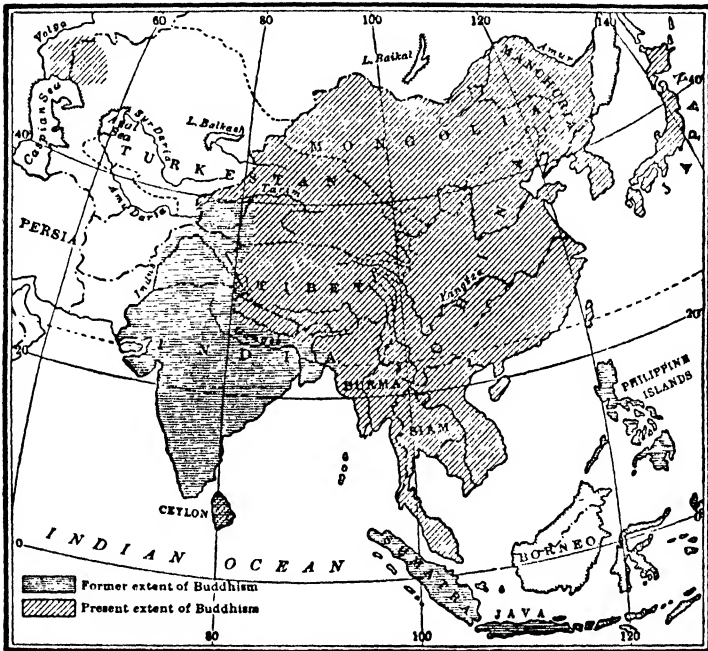 60
80
100
120
140
Volga
L. Baikal
Amur
MANCHURIA
Caspian Sea
Aral Sea
Syr Daria
L. Balkash
MONGOLIA
40
40
TURKESTAN
Tarim
JAPAN
Amu Daria
PERSIA
Indus
TIBET
CHINA
Yangtse
Ganges
20
INDIA
20
BURMA
PHILIPPINE
ISLANDS
SIAM
CEYLON
0
INDIAN OCEAN
SUMATRA
BORNEO
JAVA
Former extent of Buddhism
Present extent of Buddhism
80
100
120